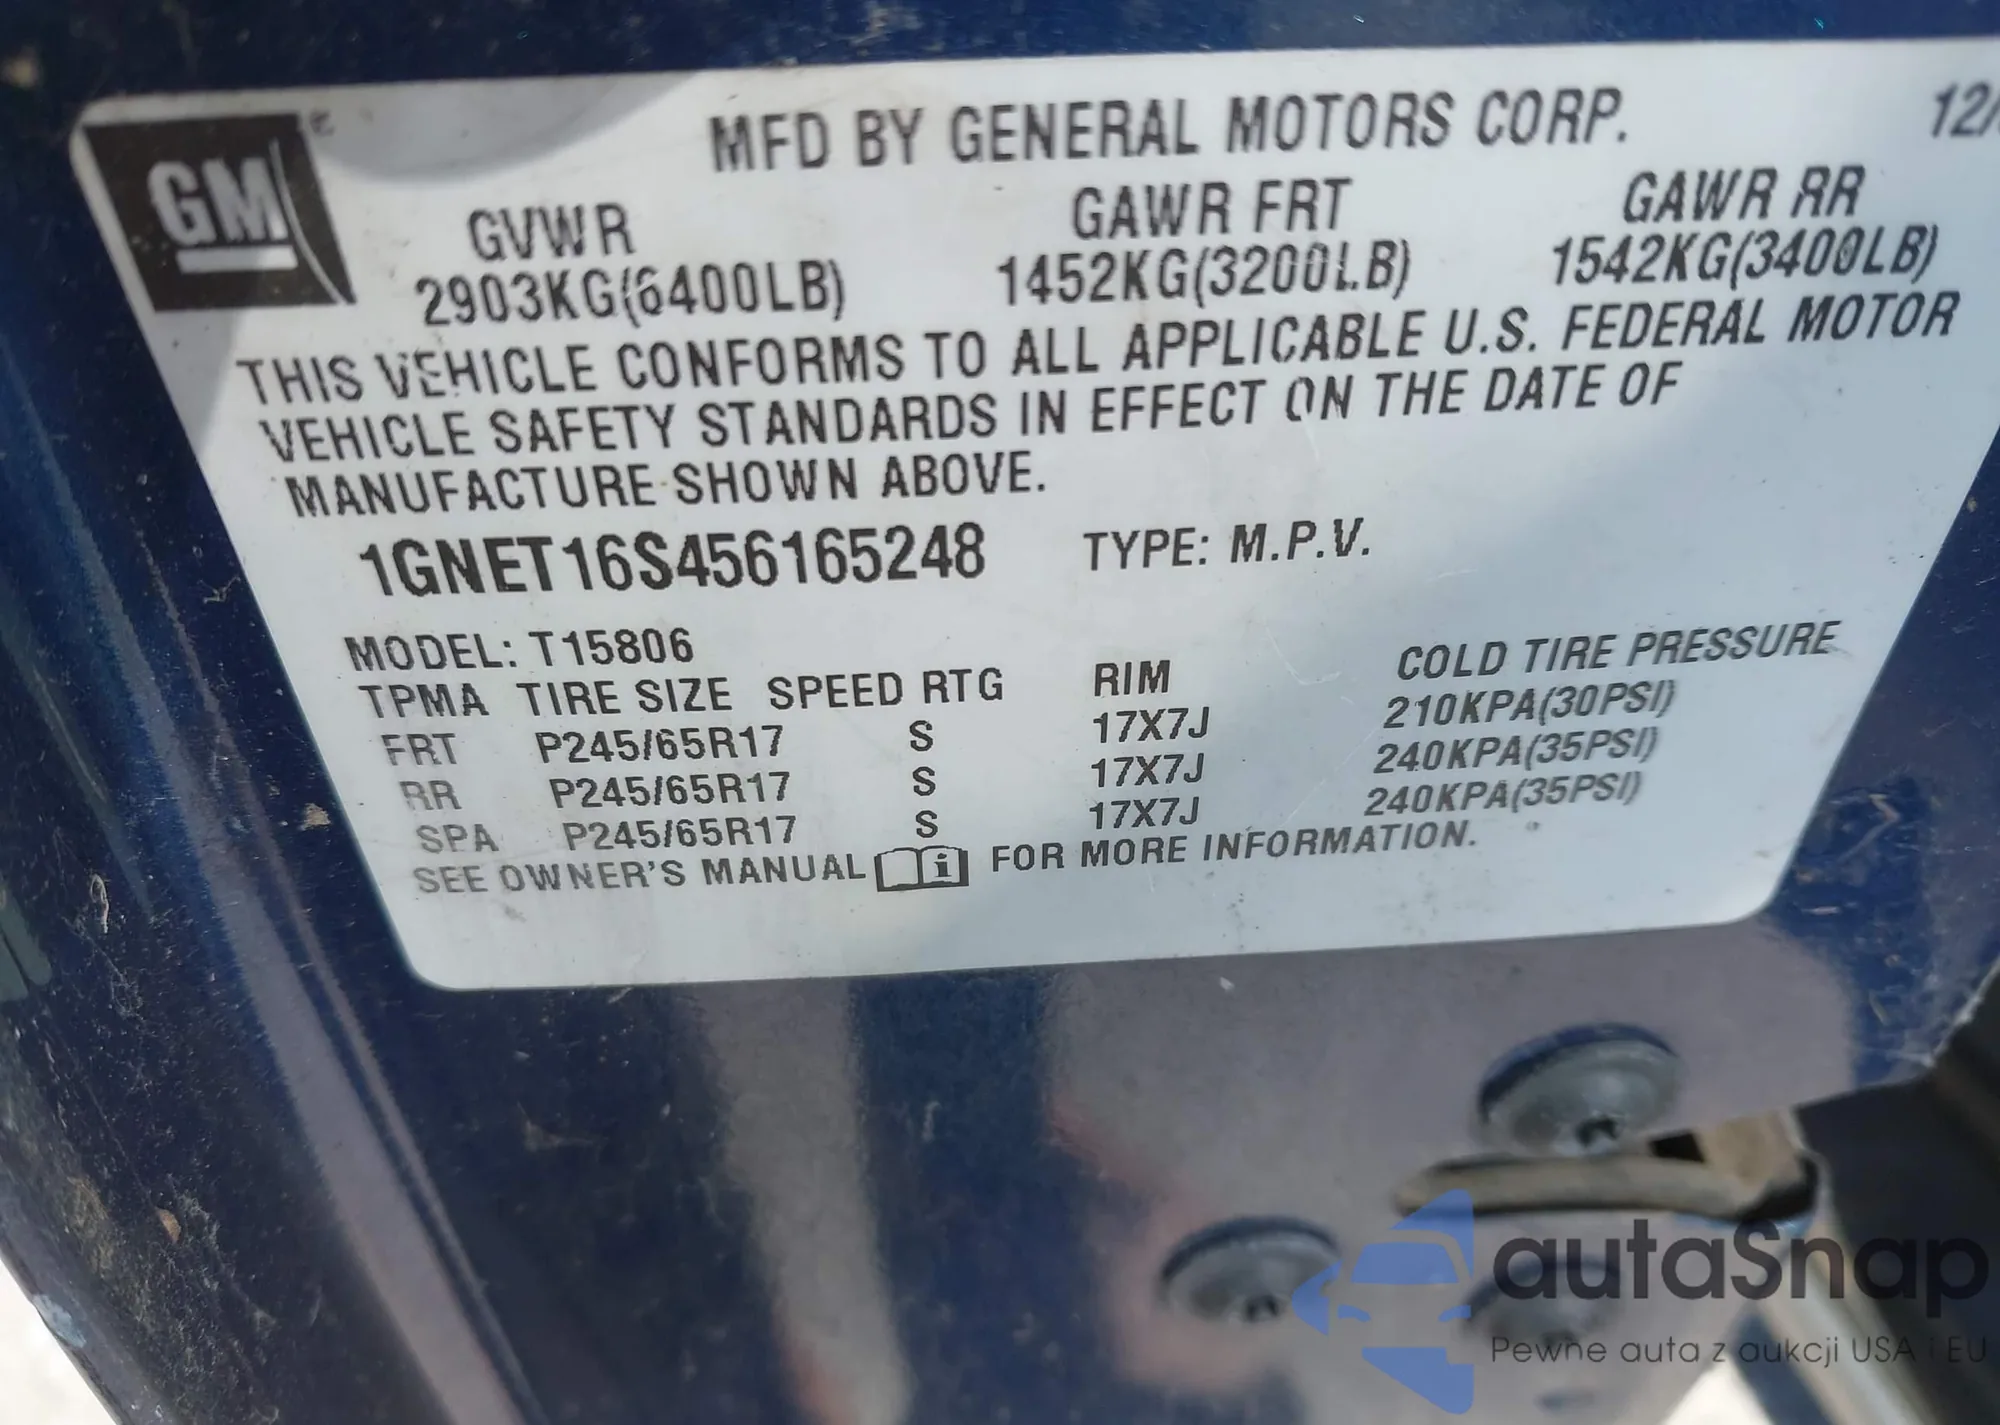 GM
MFD BY GENERAL MOTORS CORP. 12/
GVWR GAWR FRT GAWR RR
2903KG(6400LB) 1452KG(3200LB) 1542KG(3400LB)
THIS VEHICLE CONFORMS TO ALL APPLICABLE U.S. FEDERAL MOTOR
VEHICLE SAFETY STANDARDS IN EFFECT ON THE DATE OF
MANUFACTURE SHOWN ABOVE.
1GNET16S456165248 TYPE: M.P.V.
MODEL: T15806
TPMA TIRE SIZE SPEED RTG RIM COLD TIRE PRESSURE
FRT P245/65R17 S 17X7J 210KPA(30PSI)
RR P245/65R17 S 17X7J 240KPA(35PSI)
SPA P245/65R17 S 17X7J 240KPA(35PSI)
SEE OWNER'S MANUAL i FOR MORE INFORMATION.
autaSnap
Pewne auta z aukcji USA i EU